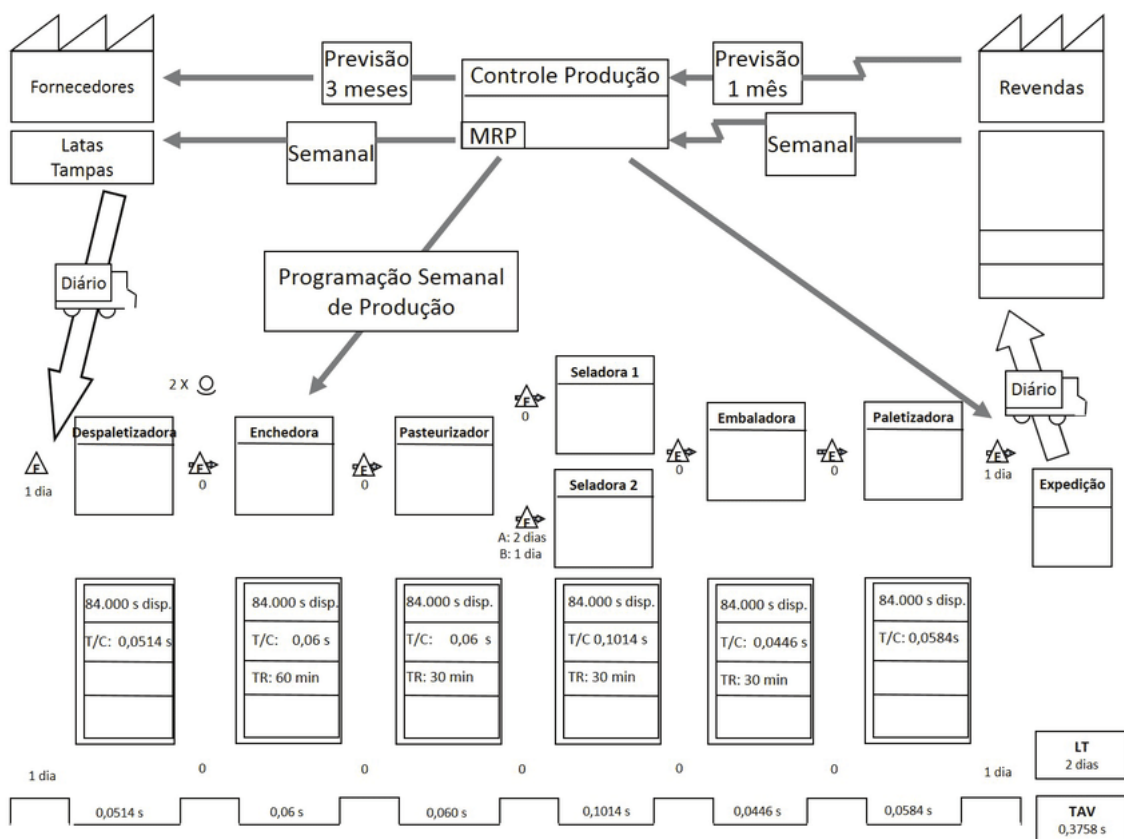 Fornecedores
Latas
Tampas
Previsão
3 meses
Semanal
Controle Produção
MRP
Previsão
1 mês
Semanal
Revendas
Diário
Programação Semanal
de Produção
Diário
2 X
E
1 dia
Despaletizadora
E
0
Enchedora
E
0
Pasteurizador
E
0
Seladora 1
E
A: 2 dias
B: 1 dia
Seladora 2
E
0
Embaladora
E
0
Paletizadora
E
1 dia
Expedição
84.000 s disp.
T/C: 0,0514 s
84.000 s disp.
T/C: 0,06 s
TR: 60 min
84.000 s disp.
T/C: 0,06 s
TR: 30 min
84.000 s disp.
T/C 0,1014 s
TR: 30 min
84.000 s disp.
T/C: 0,0446 s
TR: 30 min
84.000 s disp.
T/C: 0,0584s
1 dia
0
0
0
0
0
1 dia
LT
2 dias
0,0514 s
0,06 s
0,060 s
0,1014 s
0,0446 s
0,0584 s
TAV
0,3758 s